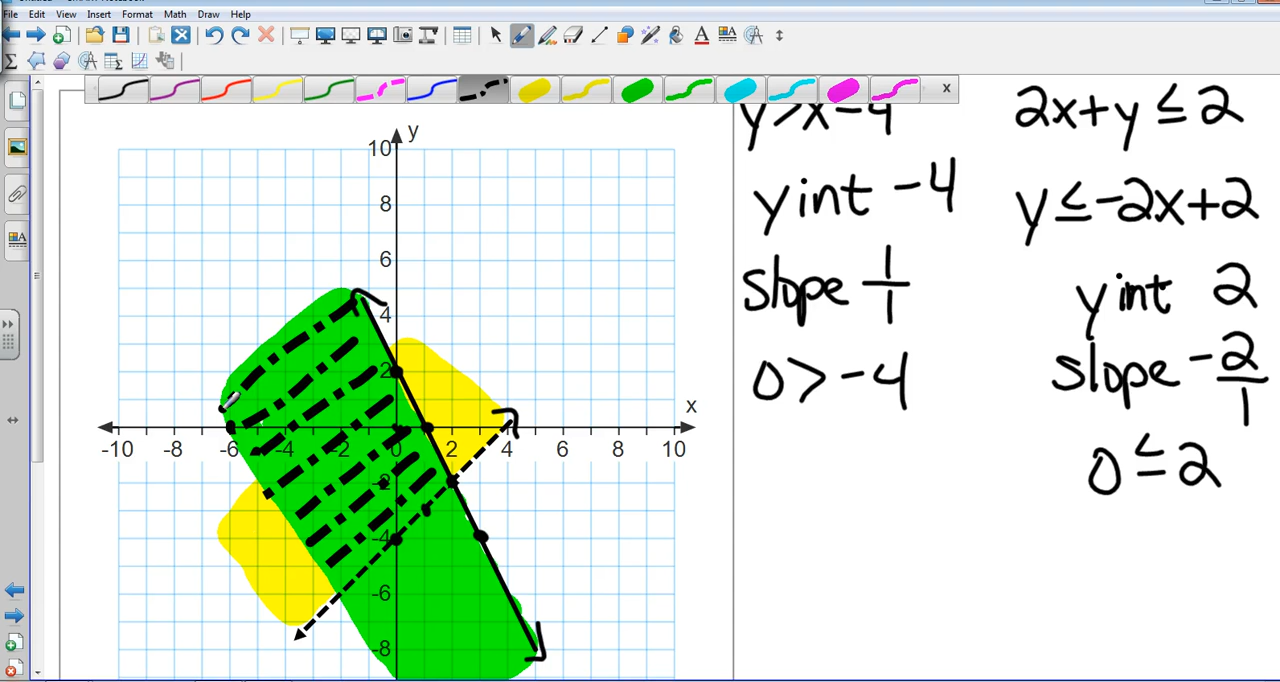 File Edit View Insert Format Math Draw Help
x
y>x-4
yint -4
slope 1/1
0>-4
2x+y≤2
y≤-2x+2
yint 2
slope -2/1
0≤2
y
10
8
6
4
2
x
-10 -6 -4 -2 0 2 4 6 8 10
-2
-4
-6
-8